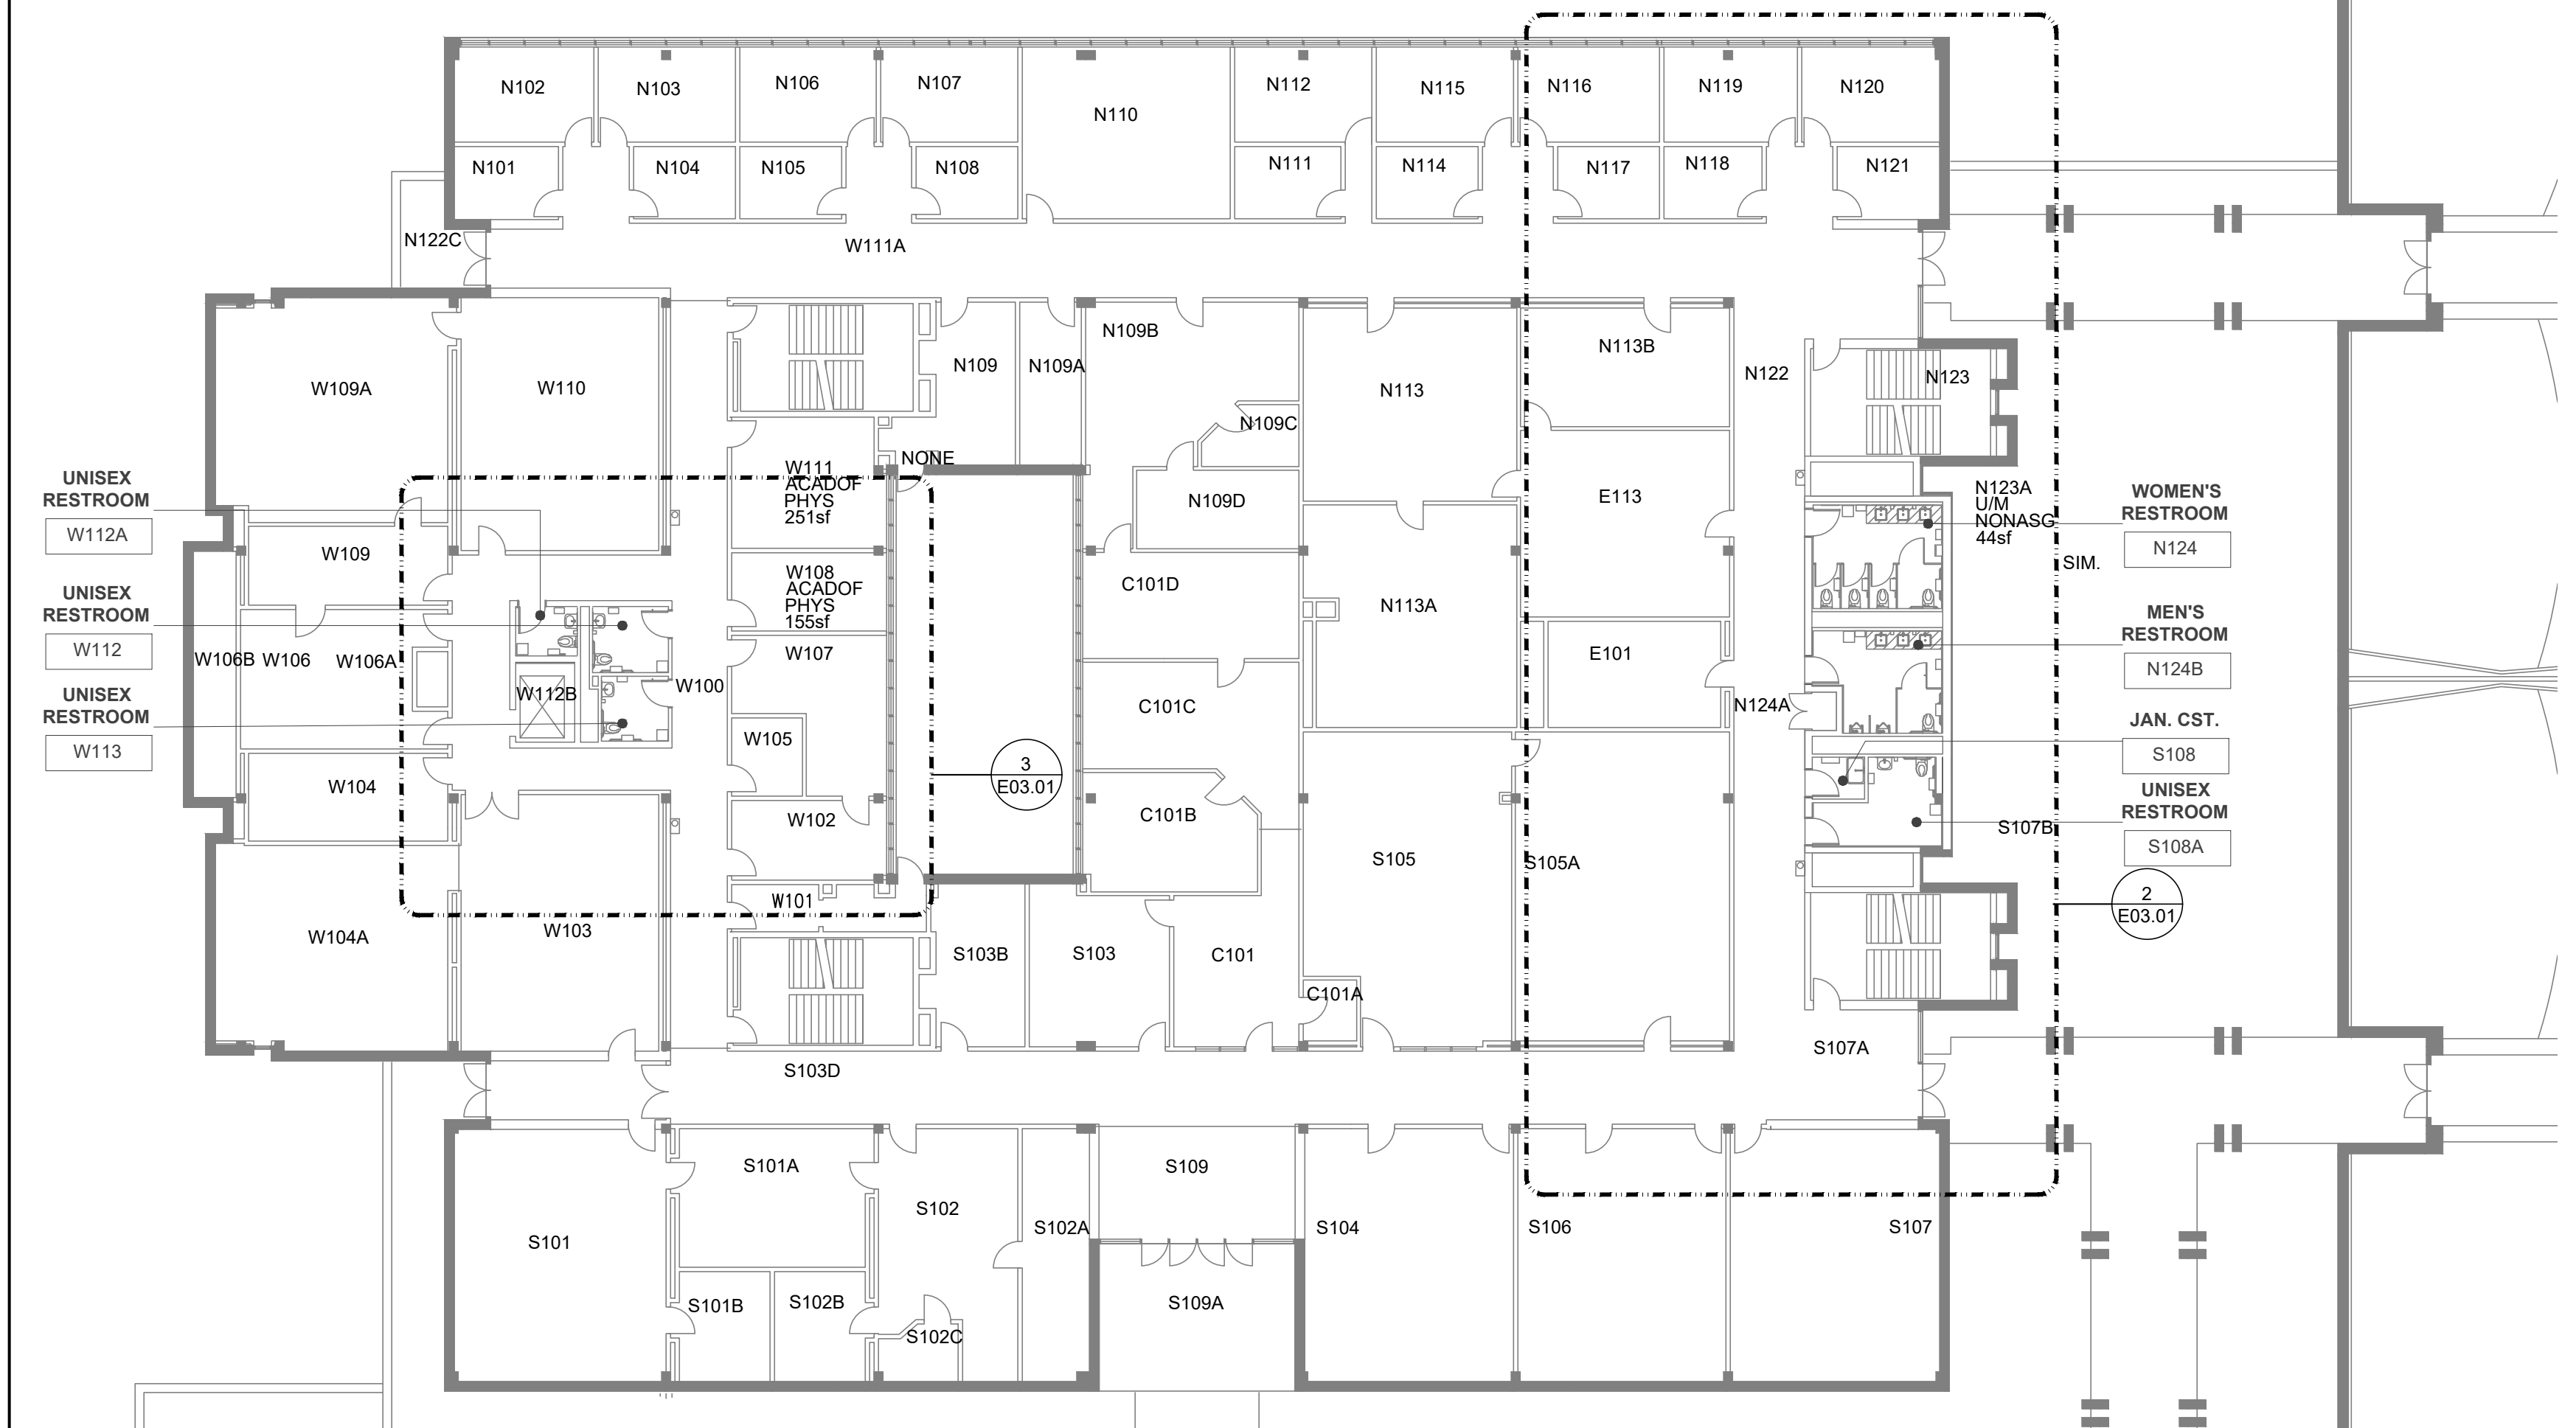 N102
N103
N106
N107
N110
N112
N115
N116
N119
N120
N101
N104
N105
N108
N111
N114
N117
N118
N121
N122C
W111A
W109A
W110
N109
N109A
N109B
N109C
N109D
N113
N113B
N122
N123
UNISEX
RESTROOM
W112A
UNISEX
RESTROOM
W112
UNISEX
RESTROOM
W113
NONE
W111
ACADOF
PHYS
251sf
W108
ACADOF
PHYS
155sf
W109
W106B
W106
W106A
W112B
W100
W107
W105
W102
W101
W104
W104A
W103
3
E03.01
C101D
C101C
C101B
C101
C101A
N113A
E113
E101
N124A
N123A
U/M
NONASG
44sf
SIM.
WOMEN'S
RESTROOM
N124
MEN'S
RESTROOM
N124B
JAN. CST.
S108
UNISEX
RESTROOM
S108A
S107B
2
E03.01
S105
S105A
S103B
S103
S103D
S107A
S101A
S101
S101B
S102B
S102
S102C
S102A
S109
S109A
S104
S106
S107